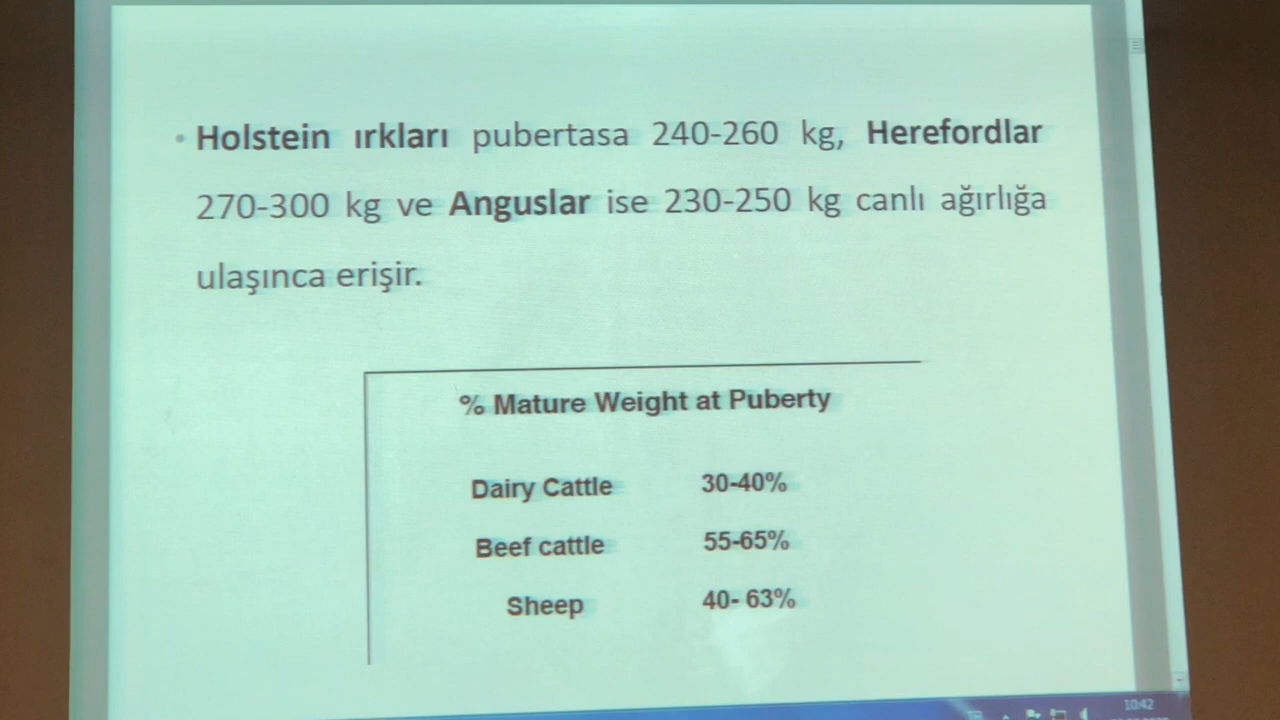 • Holstein ırkları pubertasa 240-260 kg, Herefordlar
270-300 kg ve Anguslar ise 230-250 kg canlı ağırlığa
ulaşınca erişir.
% Mature Weight at Puberty
Dairy Cattle 30-40%
Beef cattle 55-65%
Sheep 40- 63%
TR 10:42